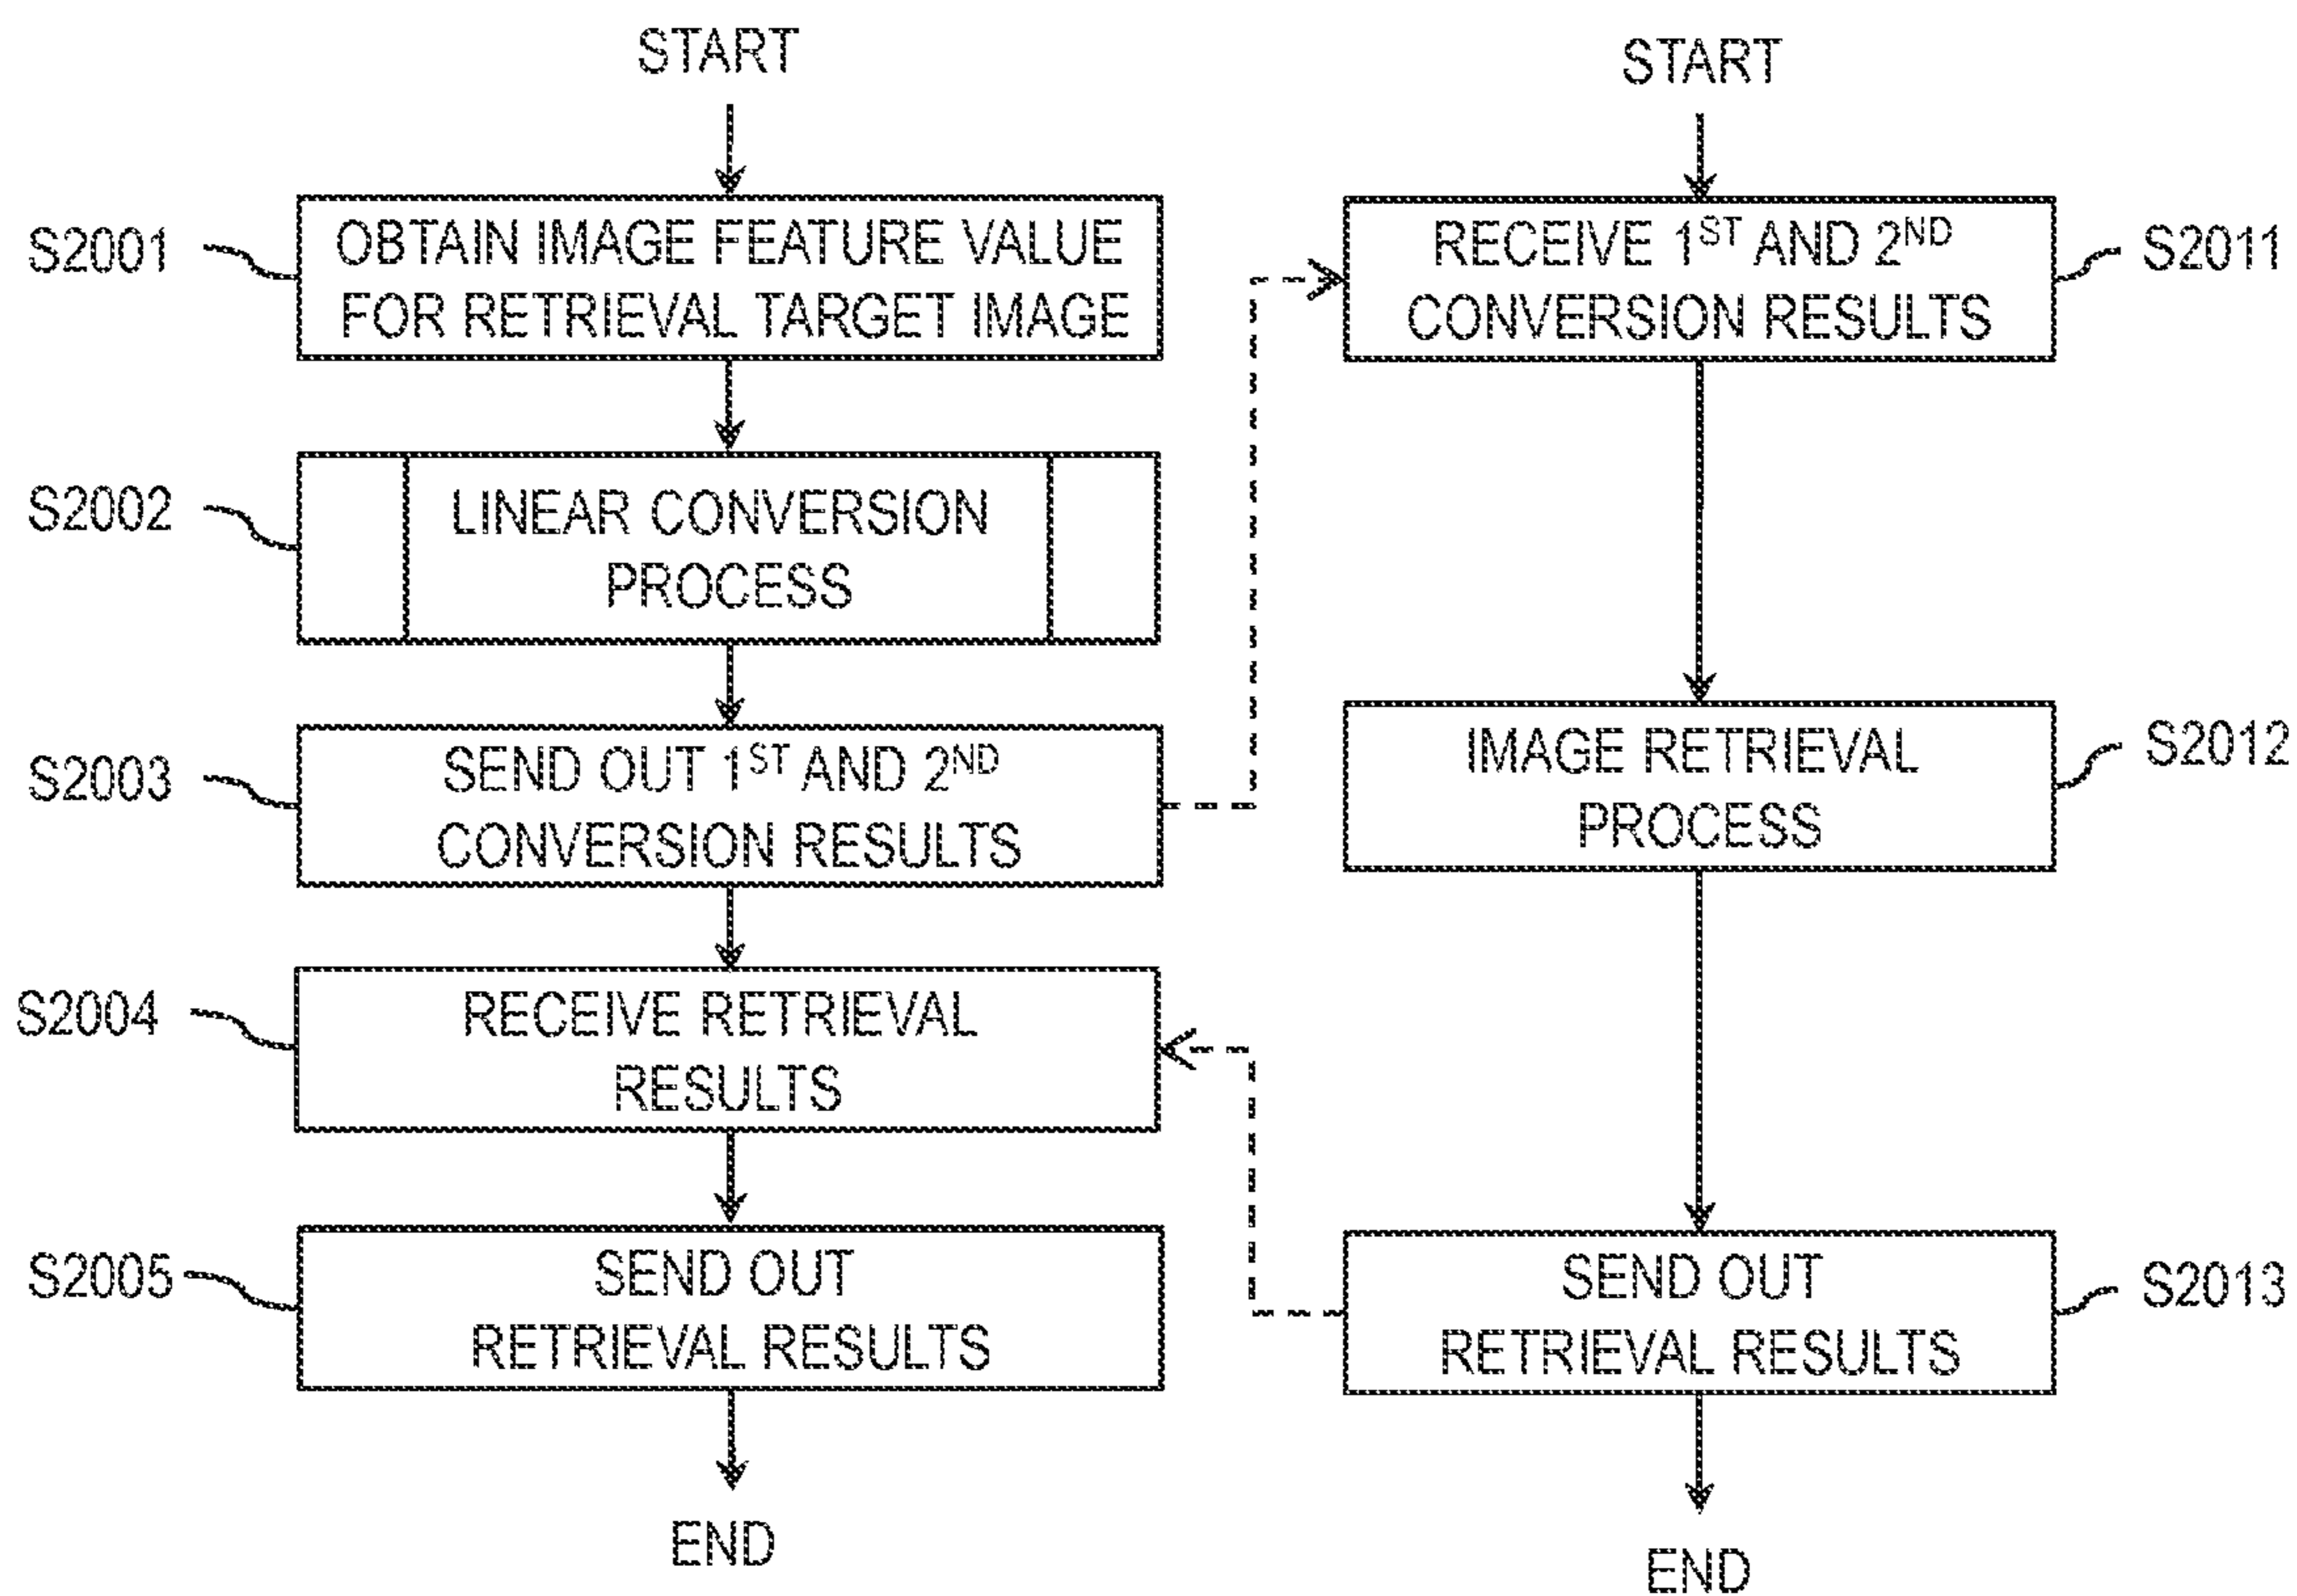 START
S2001
OBTAIN IMAGE FEATURE VALUE
FOR RETRIEVAL TARGET IMAGE
S2002
LINEAR CONVERSION
PROCESS
S2003
SEND OUT 1ST AND 2ND
CONVERSION RESULTS
S2004
RECEIVE RETRIEVAL
RESULTS
S2005
SEND OUT
RETRIEVAL RESULTS
END
START
RECEIVE 1ST AND 2ND
CONVERSION RESULTS
S2011
IMAGE RETRIEVAL
PROCESS
S2012
SEND OUT
RETRIEVAL RESULTS
S2013
END